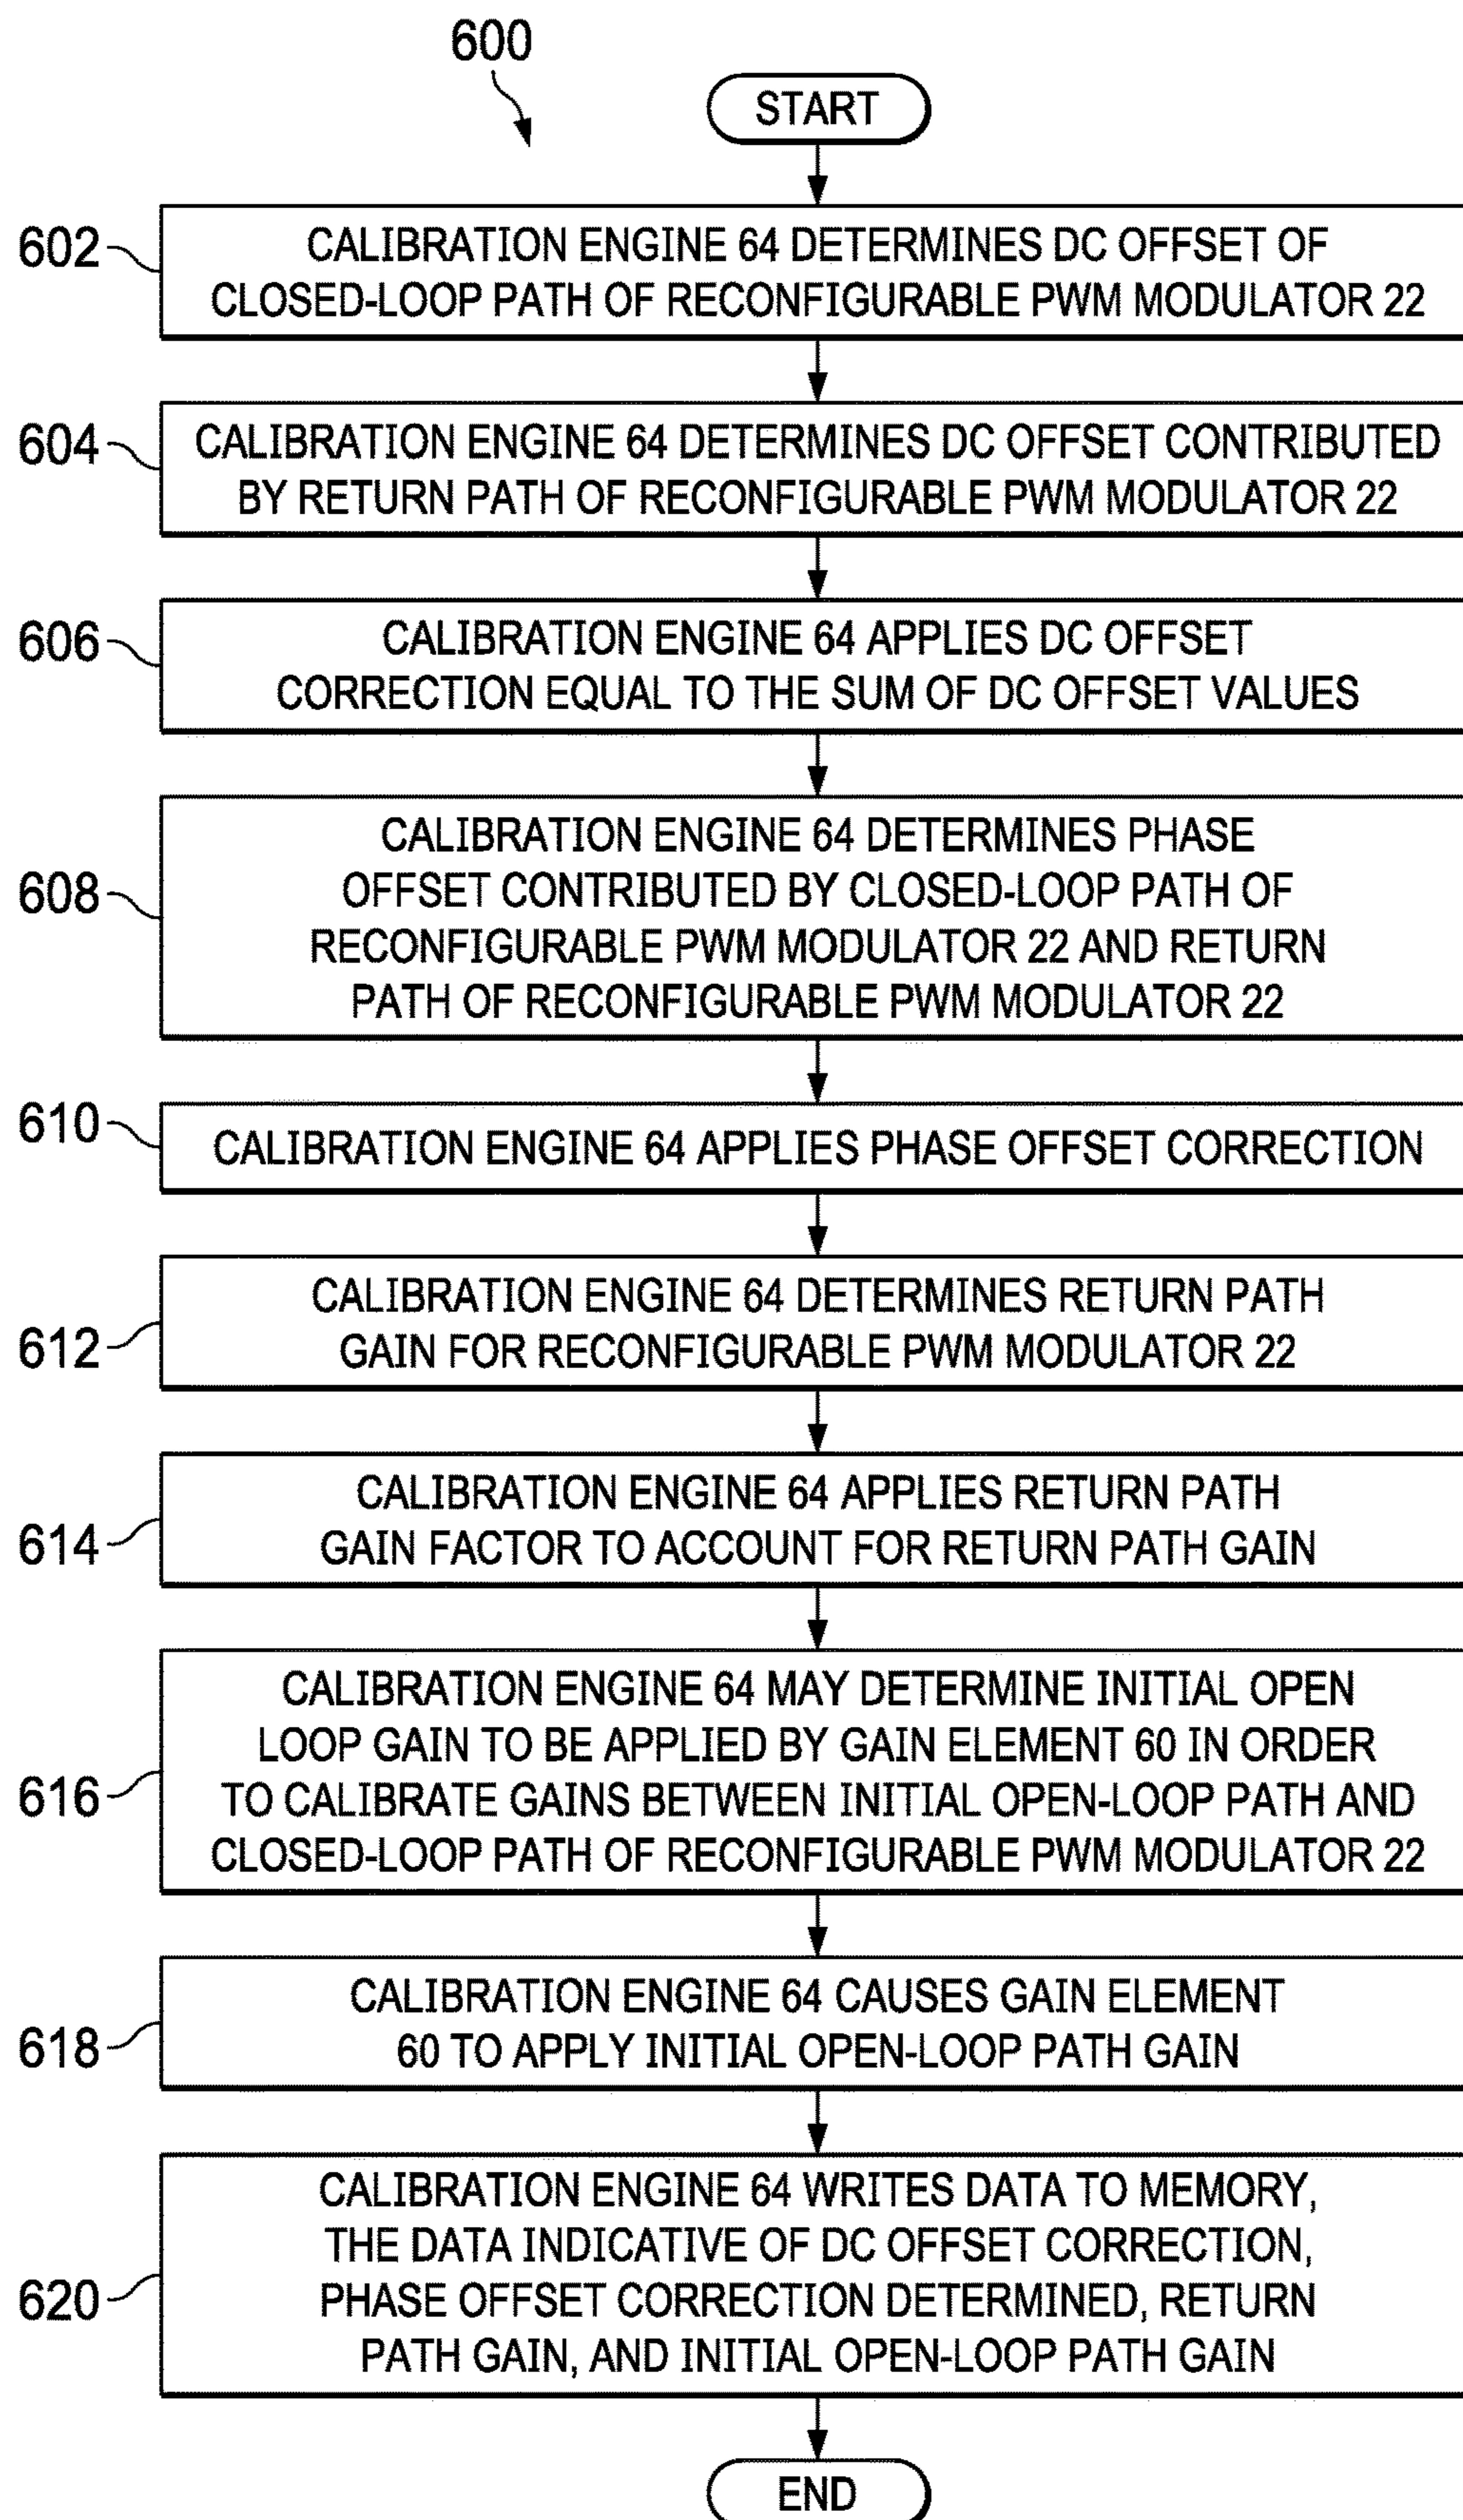 600
START
602
CALIBRATION ENGINE 64 DETERMINES DC OFFSET OF
CLOSED-LOOP PATH OF RECONFIGURABLE PWM MODULATOR 22
604
CALIBRATION ENGINE 64 DETERMINES DC OFFSET CONTRIBUTED
BY RETURN PATH OF RECONFIGURABLE PWM MODULATOR 22
606
CALIBRATION ENGINE 64 APPLIES DC OFFSET
CORRECTION EQUAL TO THE SUM OF DC OFFSET VALUES
608
CALIBRATION ENGINE 64 DETERMINES PHASE
OFFSET CONTRIBUTED BY CLOSED-LOOP PATH OF
RECONFIGURABLE PWM MODULATOR 22 AND RETURN
PATH OF RECONFIGURABLE PWM MODULATOR 22
610
CALIBRATION ENGINE 64 APPLIES PHASE OFFSET CORRECTION
612
CALIBRATION ENGINE 64 DETERMINES RETURN PATH
GAIN FOR RECONFIGURABLE PWM MODULATOR 22
614
CALIBRATION ENGINE 64 APPLIES RETURN PATH
GAIN FACTOR TO ACCOUNT FOR RETURN PATH GAIN
616
CALIBRATION ENGINE 64 MAY DETERMINE INITIAL OPEN
LOOP GAIN TO BE APPLIED BY GAIN ELEMENT 60 IN ORDER
TO CALIBRATE GAINS BETWEEN INITIAL OPEN-LOOP PATH AND
CLOSED-LOOP PATH OF RECONFIGURABLE PWM MODULATOR 22
618
CALIBRATION ENGINE 64 CAUSES GAIN ELEMENT
60 TO APPLY INITIAL OPEN-LOOP PATH GAIN
620
CALIBRATION ENGINE 64 WRITES DATA TO MEMORY,
THE DATA INDICATIVE OF DC OFFSET CORRECTION,
PHASE OFFSET CORRECTION DETERMINED, RETURN
PATH GAIN, AND INITIAL OPEN-LOOP PATH GAIN
END